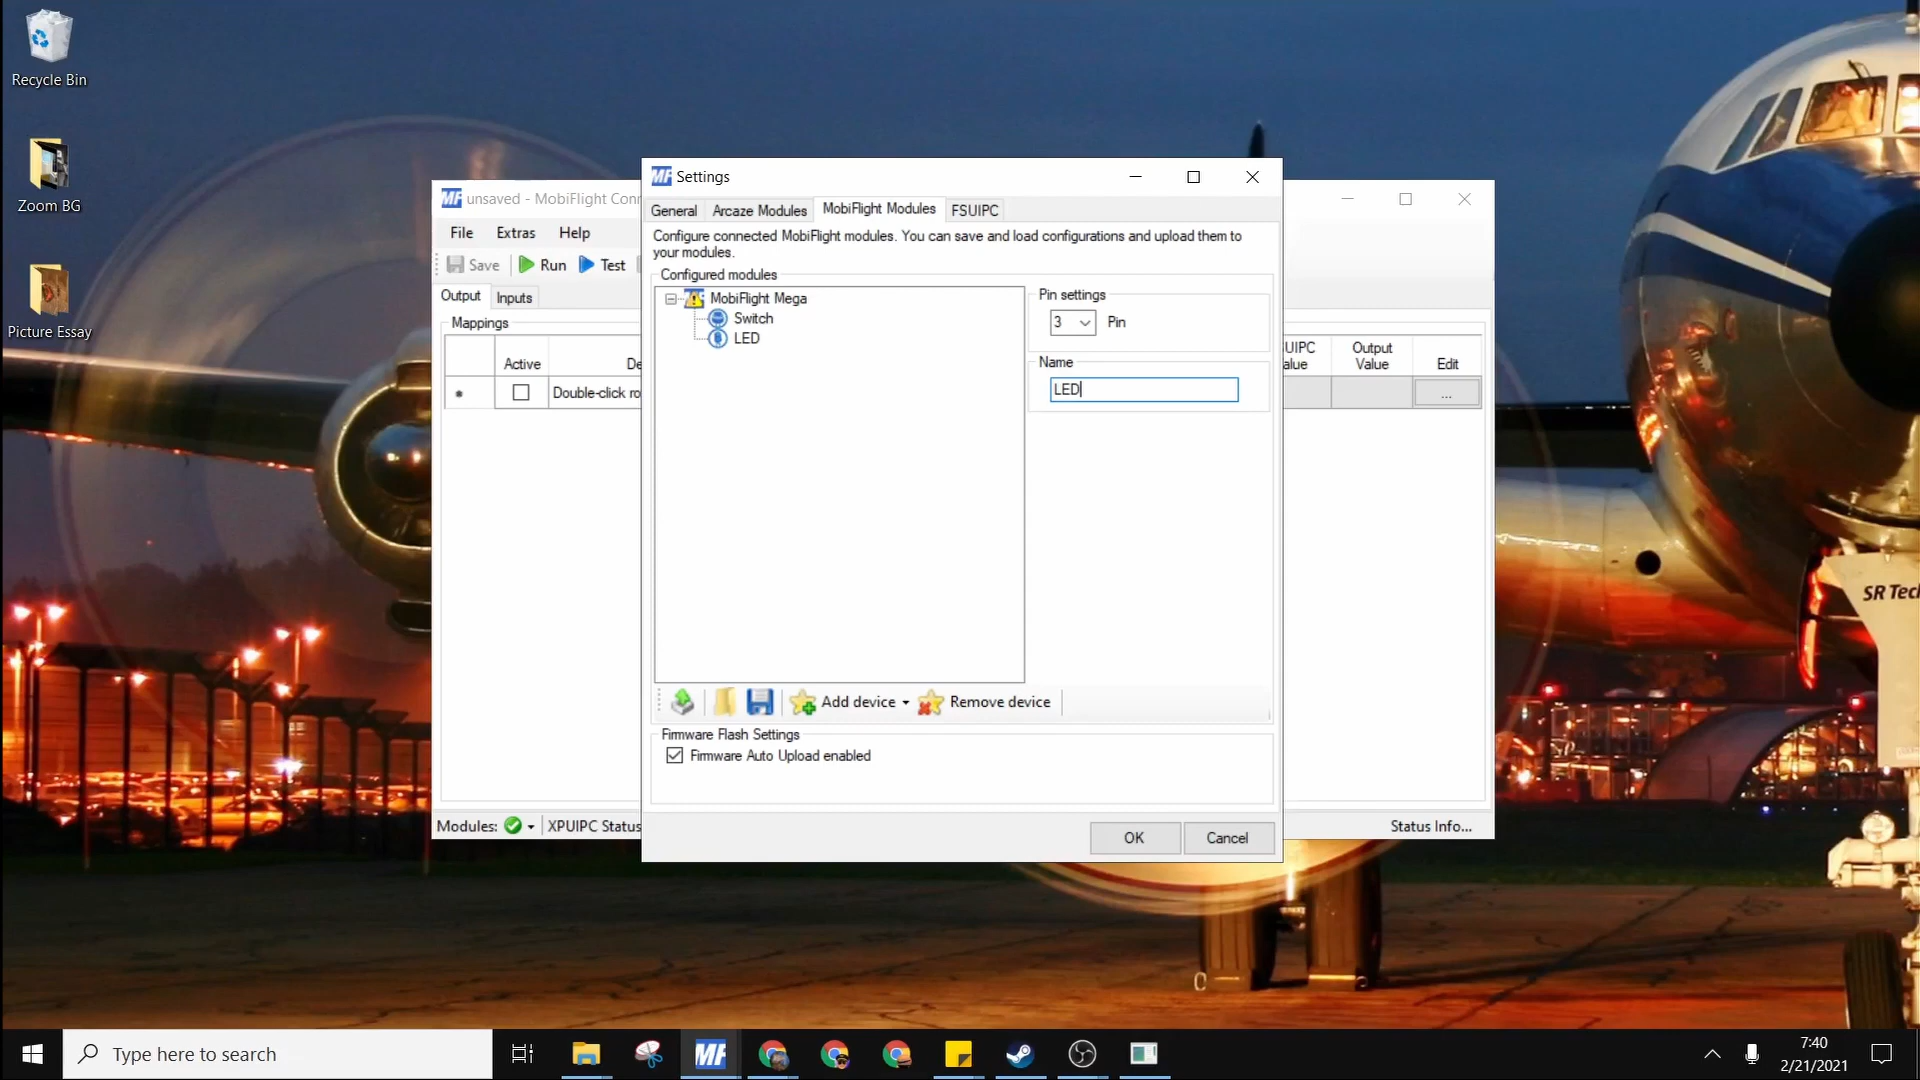 Recycle Bin
Zoom BG
Picture Essay
MF unsaved - MobiFlight Conn
File Extras Help
Save Run Test
Output Inputs
Mappings
Active De
* Double-click ro
UIPC
alue
Output
Value
Edit
...
Modules: XPUIPC Status
Status Info...
MF Settings
General Arcaze Modules MobiFlight Modules FSUIPC
Configure connected MobiFlight modules. You can save and load configurations and upload them to
your modules.
Configured modules
MobiFlight Mega
Switch
LED
Pin settings
3 Pin
Name
LED
Add device Remove device
Firmware Flash Settings
Firmware Auto Upload enabled
OK Cancel
SR Tec
Type here to search
MF
7:40
2/21/2021